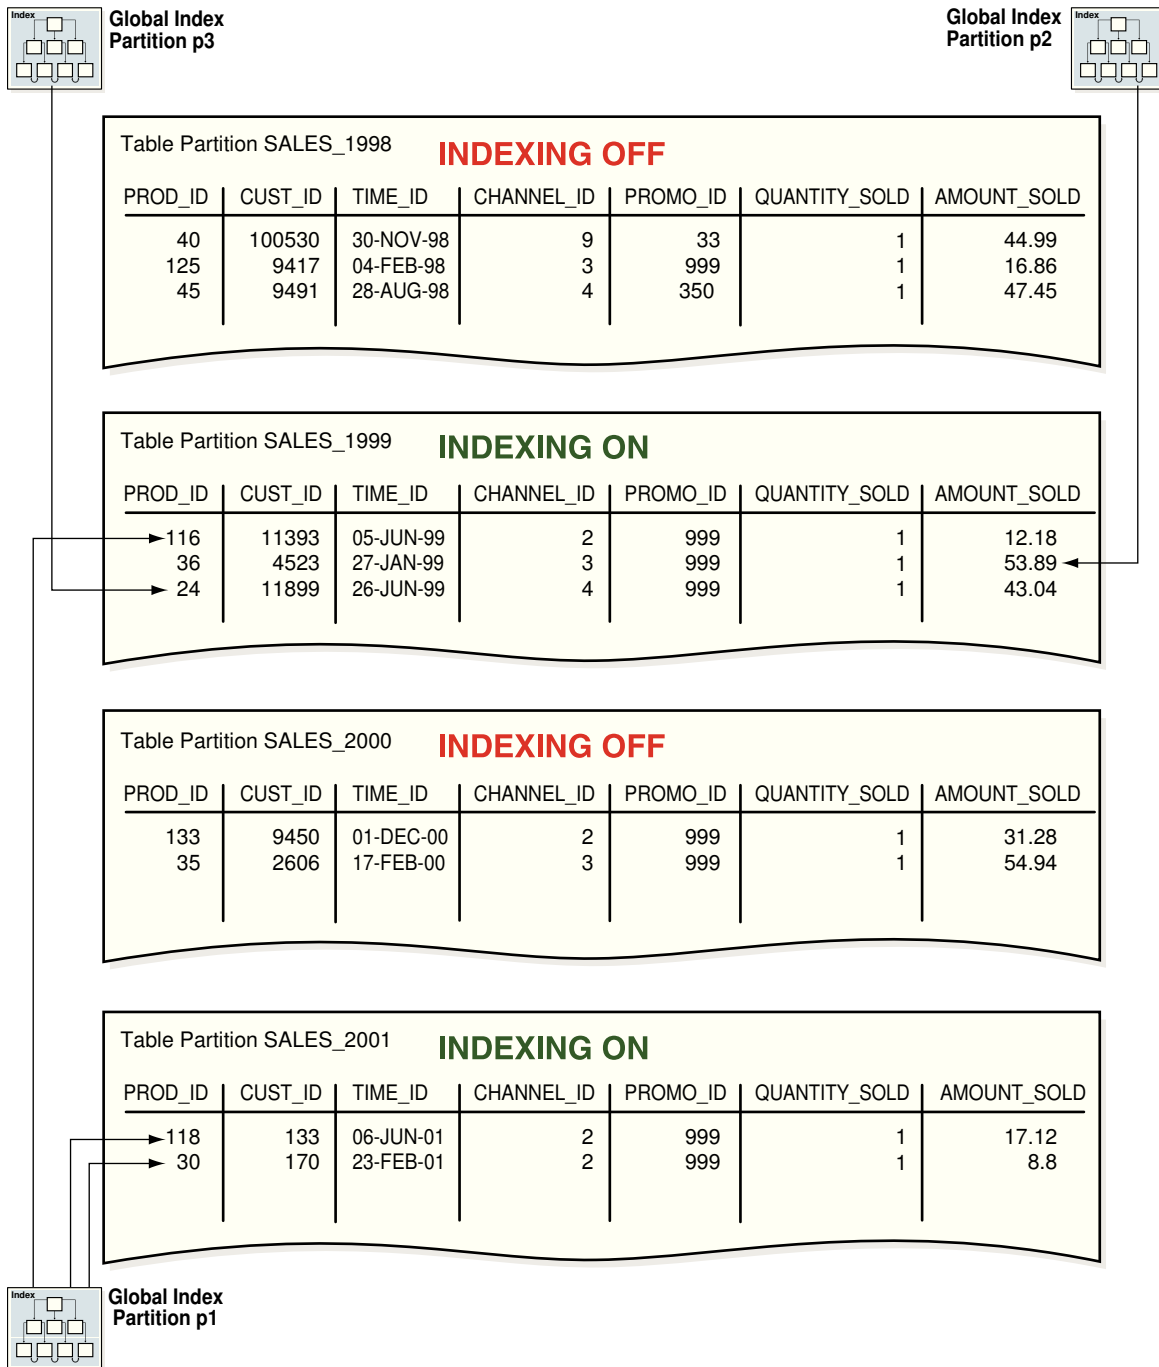 Index
Global Index
Partition p3
Global Index
Partition p2
Index
Table Partition SALES_1998 INDEXING OFF
PROD_ID CUST_ID TIME_ID CHANNEL_ID PROMO_ID QUANTITY_SOLD AMOUNT_SOLD
40 100530 30-NOV-98 9 33 1 44.99
125 9417 04-FEB-98 3 999 1 16.86
45 9491 28-AUG-98 4 350 1 47.45
Table Partition SALES_1999 INDEXING ON
PROD_ID CUST_ID TIME_ID CHANNEL_ID PROMO_ID QUANTITY_SOLD AMOUNT_SOLD
116 11393 05-JUN-99 2 999 1 12.18
36 4523 27-JAN-99 3 999 1 53.89
24 11899 26-JUN-99 4 999 1 43.04
Table Partition SALES_2000 INDEXING OFF
PROD_ID CUST_ID TIME_ID CHANNEL_ID PROMO_ID QUANTITY_SOLD AMOUNT_SOLD
133 9450 01-DEC-00 2 999 1 31.28
35 2606 17-FEB-00 3 999 1 54.94
Table Partition SALES_2001 INDEXING ON
PROD_ID CUST_ID TIME_ID CHANNEL_ID PROMO_ID QUANTITY_SOLD AMOUNT_SOLD
118 133 06-JUN-01 2 999 1 17.12
30 170 23-FEB-01 2 999 1 8.8
Index
Global Index
Partition p1